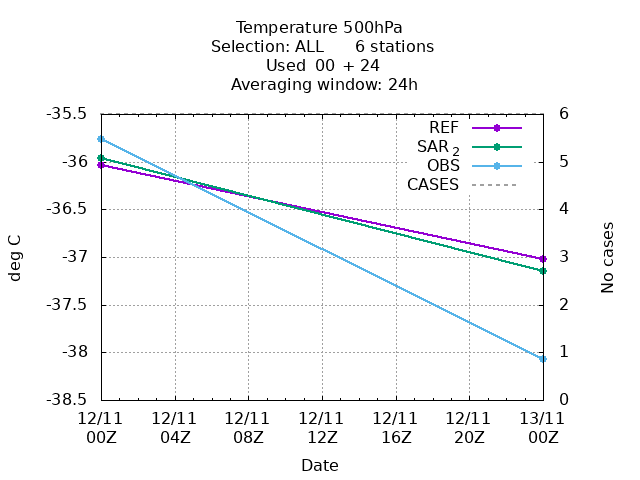 Temperature 500hPa
Selection: ALL 6 stations
Used 00 + 24
Averaging window: 24h
-35.5
-36
-36.5
-37
-37.5
-38
-38.5
deg C
6
5
4
3
2
1
0
No cases
REF
SAR 2
OBS
CASES
12/11 12/11 12/11 12/11 12/11 12/11 13/11
00Z 04Z 08Z 12Z 16Z 20Z 00Z
Date